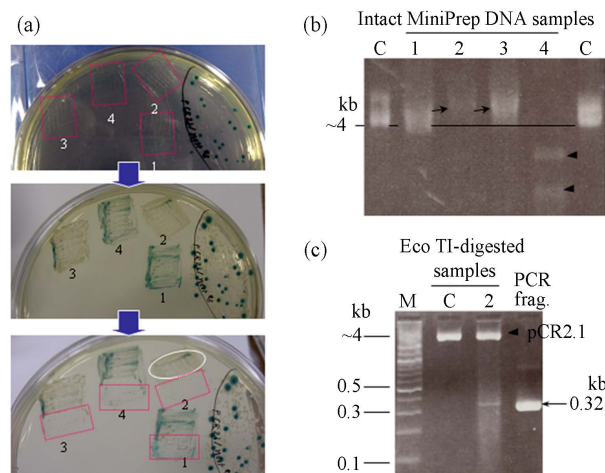 (a)
3
4
2
1
3
4
2
1
3
4
2
1
(b)
Intact MiniPrep DNA samples
C 1 2 3 4 C
kb
~4
(c)
Eco TI-digested
samples
PCR
frag.
kb
M C 2
~4
pCR2.1
0.5
kb
0.3
0.32
0.1